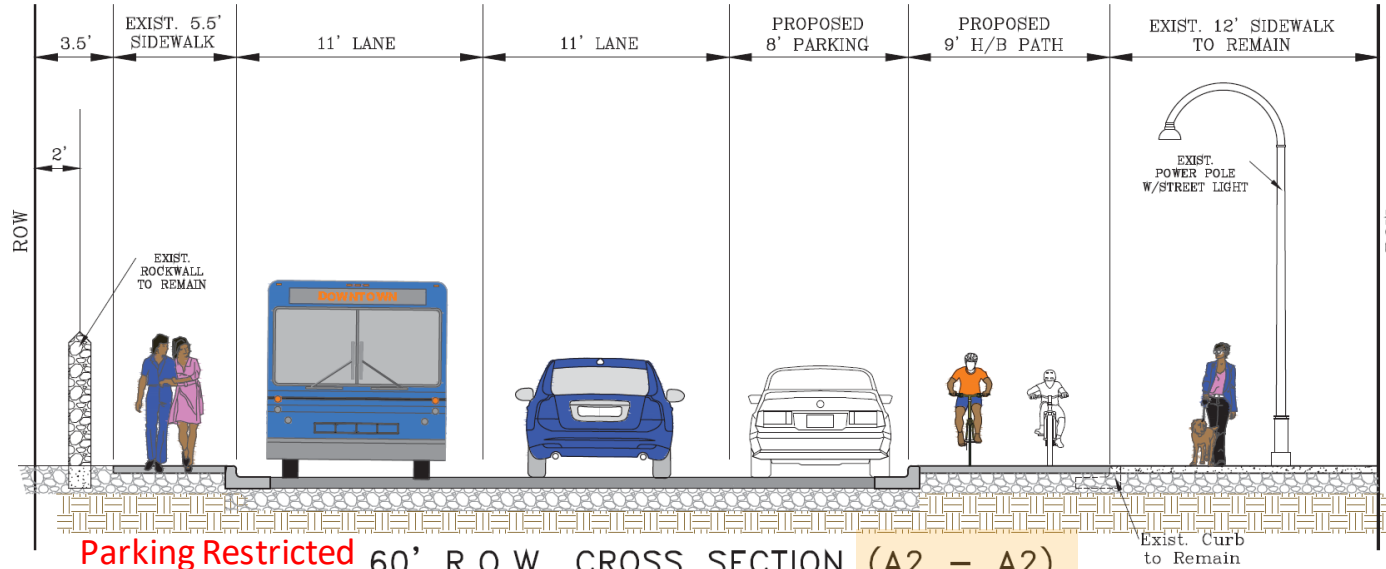 3.5'
EXIST. 5.5'
SIDEWALK
11' LANE
11' LANE
PROPOSED
8' PARKING
PROPOSED
9' H/B PATH
EXIST. 12' SIDEWALK
TO REMAIN
2'
ROW
EXIST.
ROCKWALL
TO REMAIN
DOWNTOWN
EXIST.
POWER POLE
W/STREET LIGHT
Parking Restricted
60' R.O.W. CROSS SECTION (A2 - A2)
Exist. Curb
to Remain